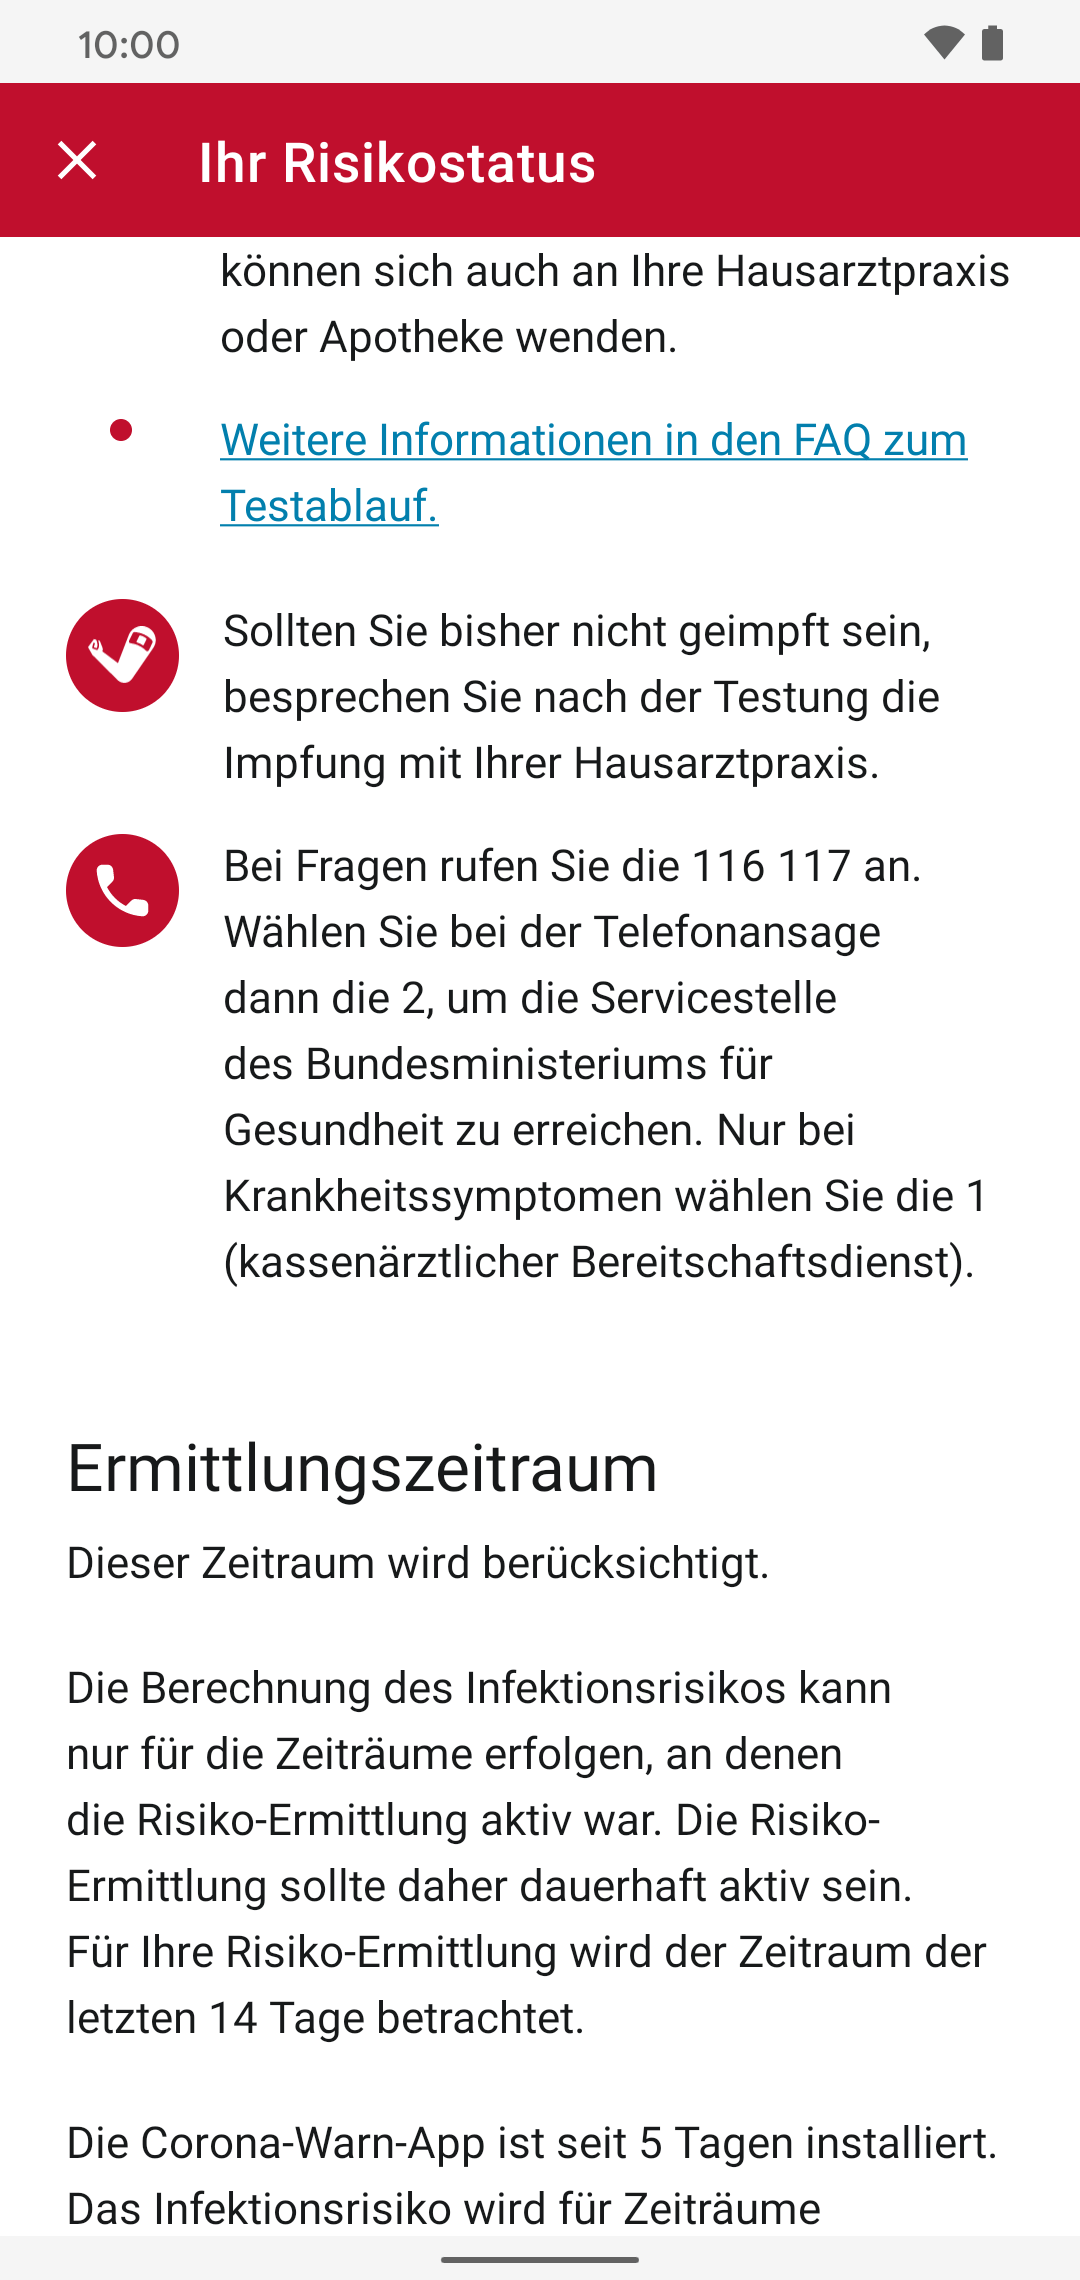 10:00
Ihr Risikostatus
können sich auch an Ihre Hausarztpraxis
oder Apotheke wenden.
Weitere Informationen in den FAQ zum
Testablauf.
Sollten Sie bisher nicht geimpft sein,
besprechen Sie nach der Testung die
Impfung mit Ihrer Hausarztpraxis.
Bei Fragen rufen Sie die 116 117 an.
Wählen Sie bei der Telefonansage
dann die 2, um die Servicestelle
des Bundesministeriums für
Gesundheit zu erreichen. Nur bei
Krankheitssymptomen wählen Sie die 1
(kassenärztlicher Bereitschaftsdienst).
Ermittlungszeitraum
Dieser Zeitraum wird berücksichtigt.
Die Berechnung des Infektionsrisikos kann
nur für die Zeiträume erfolgen, an denen
die Risiko-Ermittlung aktiv war. Die Risiko-
Ermittlung sollte daher dauerhaft aktiv sein.
Für Ihre Risiko-Ermittlung wird der Zeitraum der
letzten 14 Tage betrachtet.
Die Corona-Warn-App ist seit 5 Tagen installiert.
Das Infektionsrisiko wird für Zeiträume